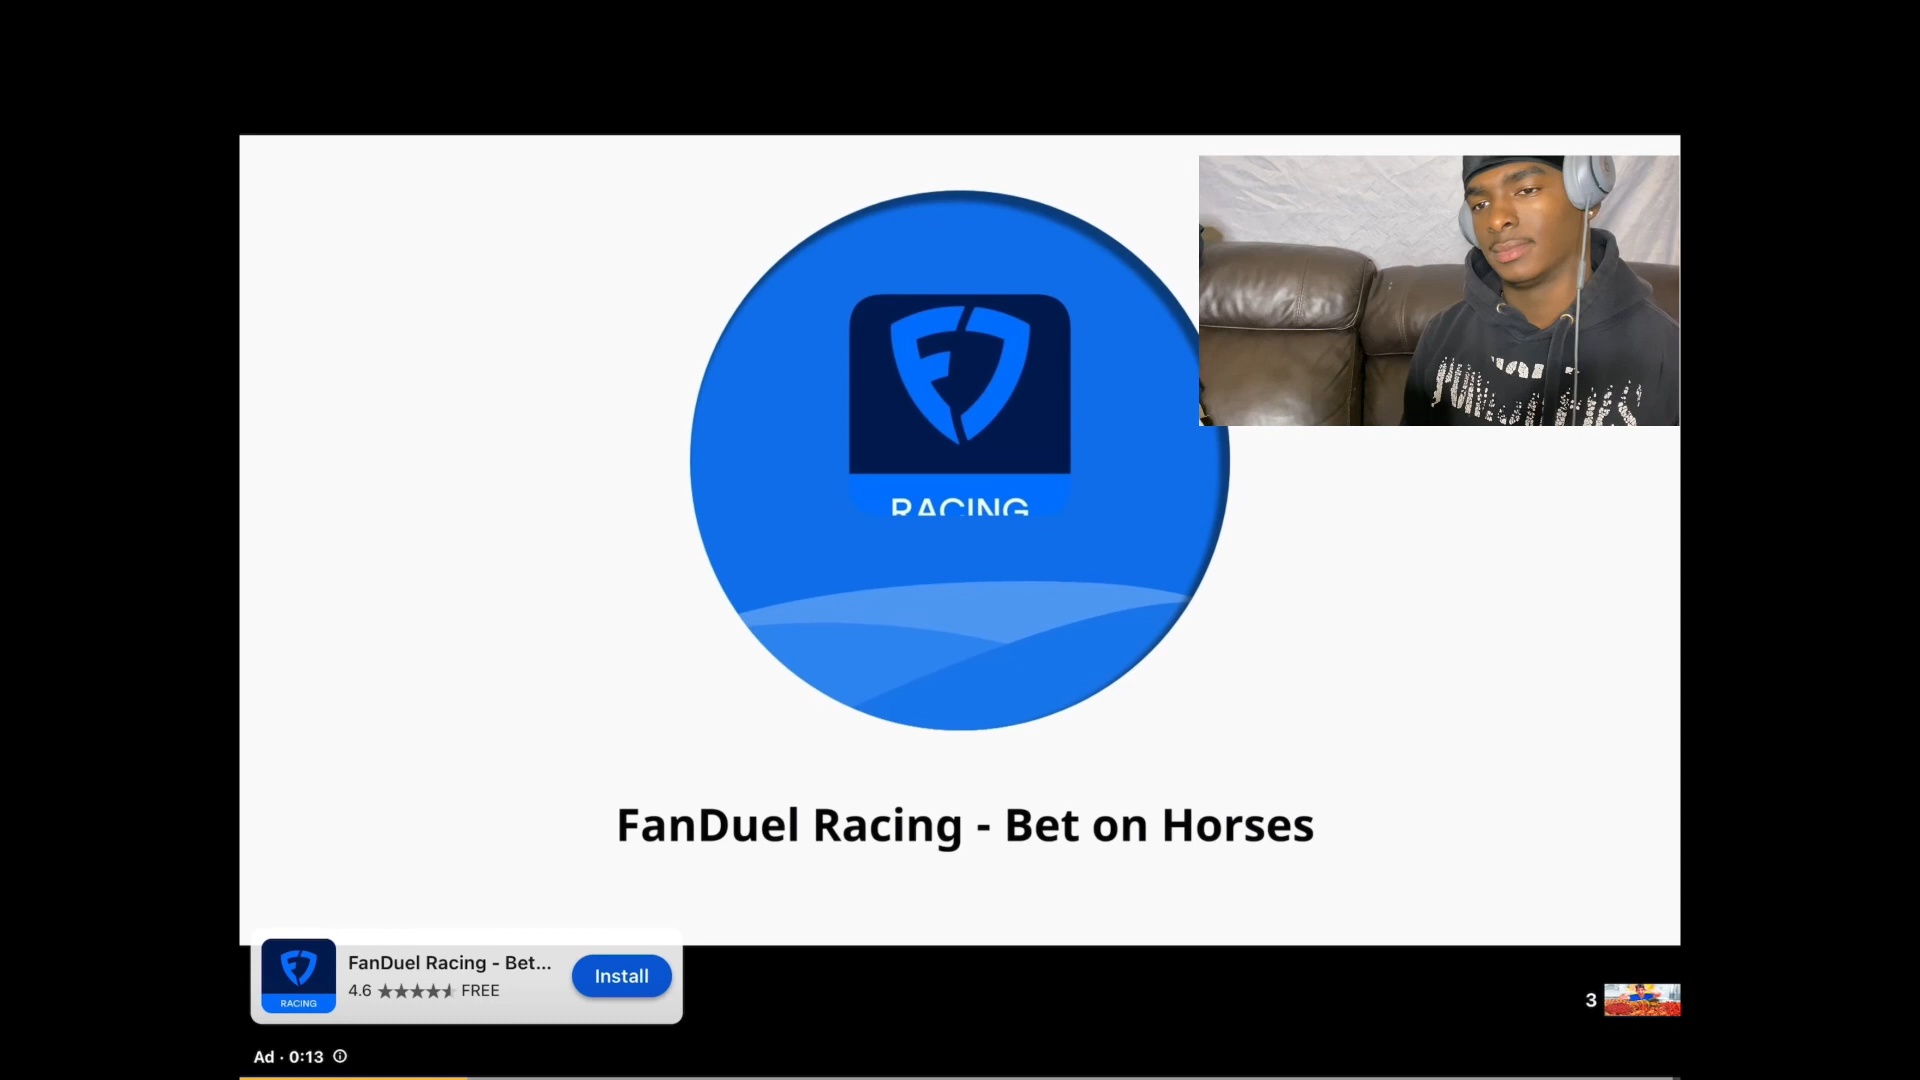 RACING
FanDuel Racing - Bet on Horses
RACING
FanDuel Racing - Bet...
4.6 ★★★★⯨ FREE
Install
3
Ad · 0:13